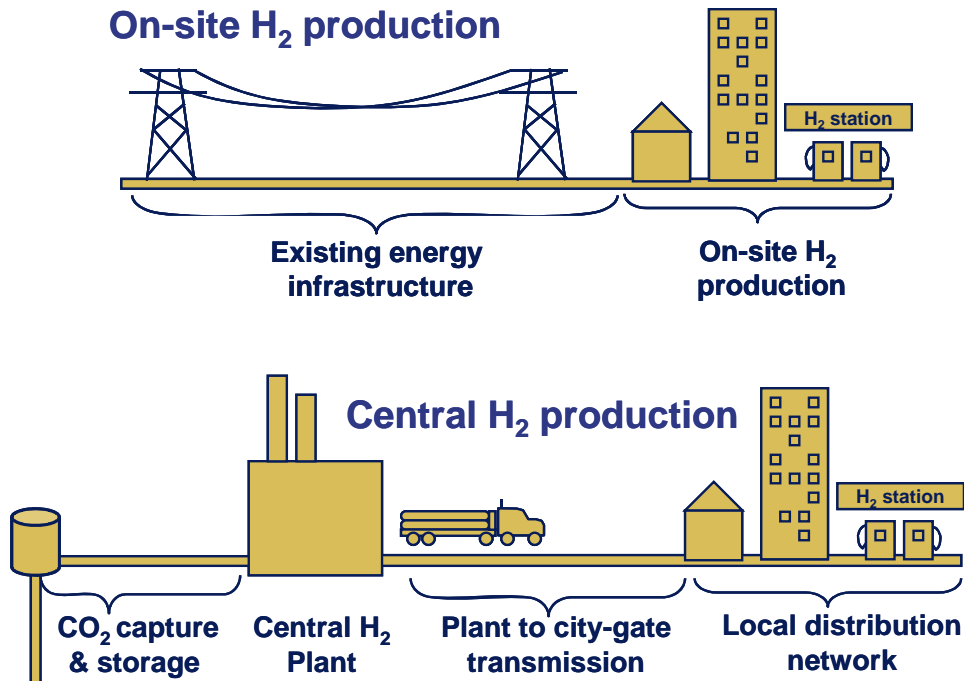 On-site H₂ production
H₂ station
Existing energy
infrastructure
On-site H₂
production
Central H₂ production
H₂ station
CO₂ capture
& storage
Central H₂
Plant
Plant to city-gate
transmission
Local distribution
network